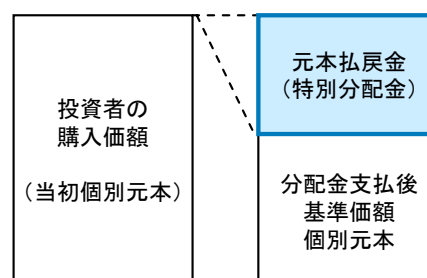 投資者の
購入価額
（当初個別元本）
元本払戻金
（特別分配金）
分配金支払後
基準価額
個別元本